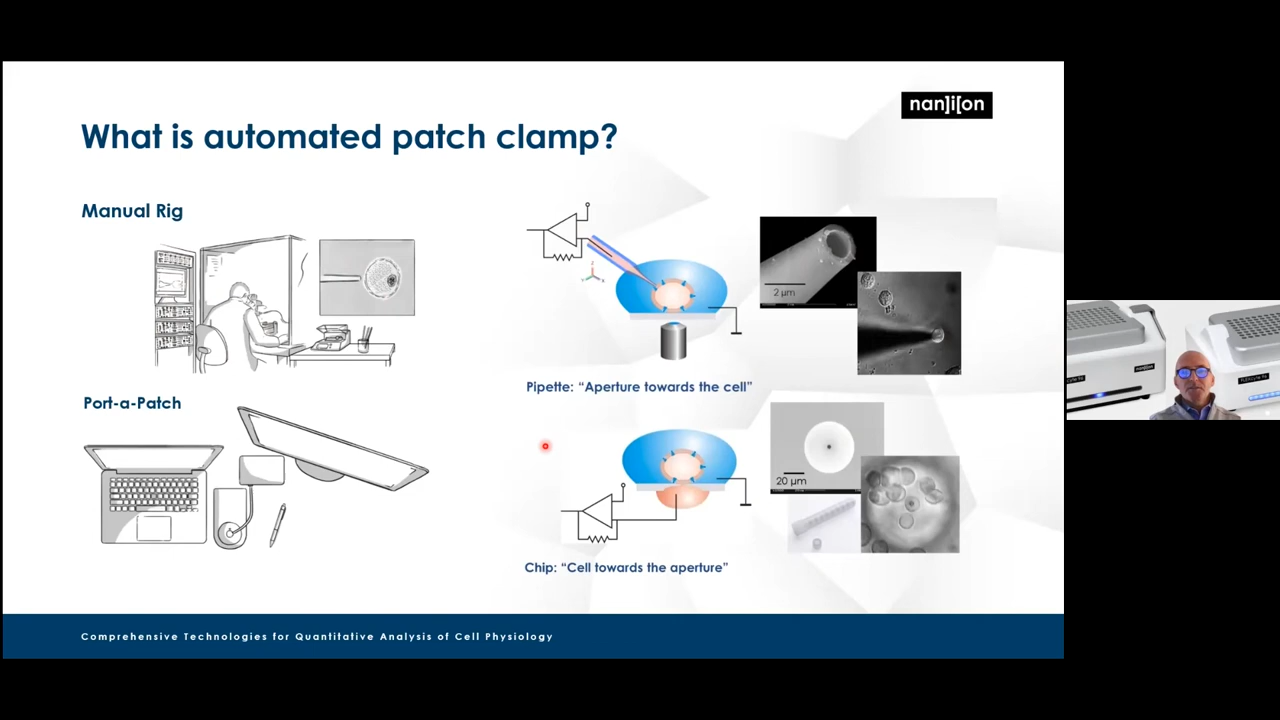 nan]i[on
What is automated patch clamp?
Manual Rig
2 µm
Pipette: “Aperture towards the cell”
Port-a-Patch
20 µm
Chip: “Cell towards the aperture”
Comprehensive Technologies for Quantitative Analysis of Cell Physiology